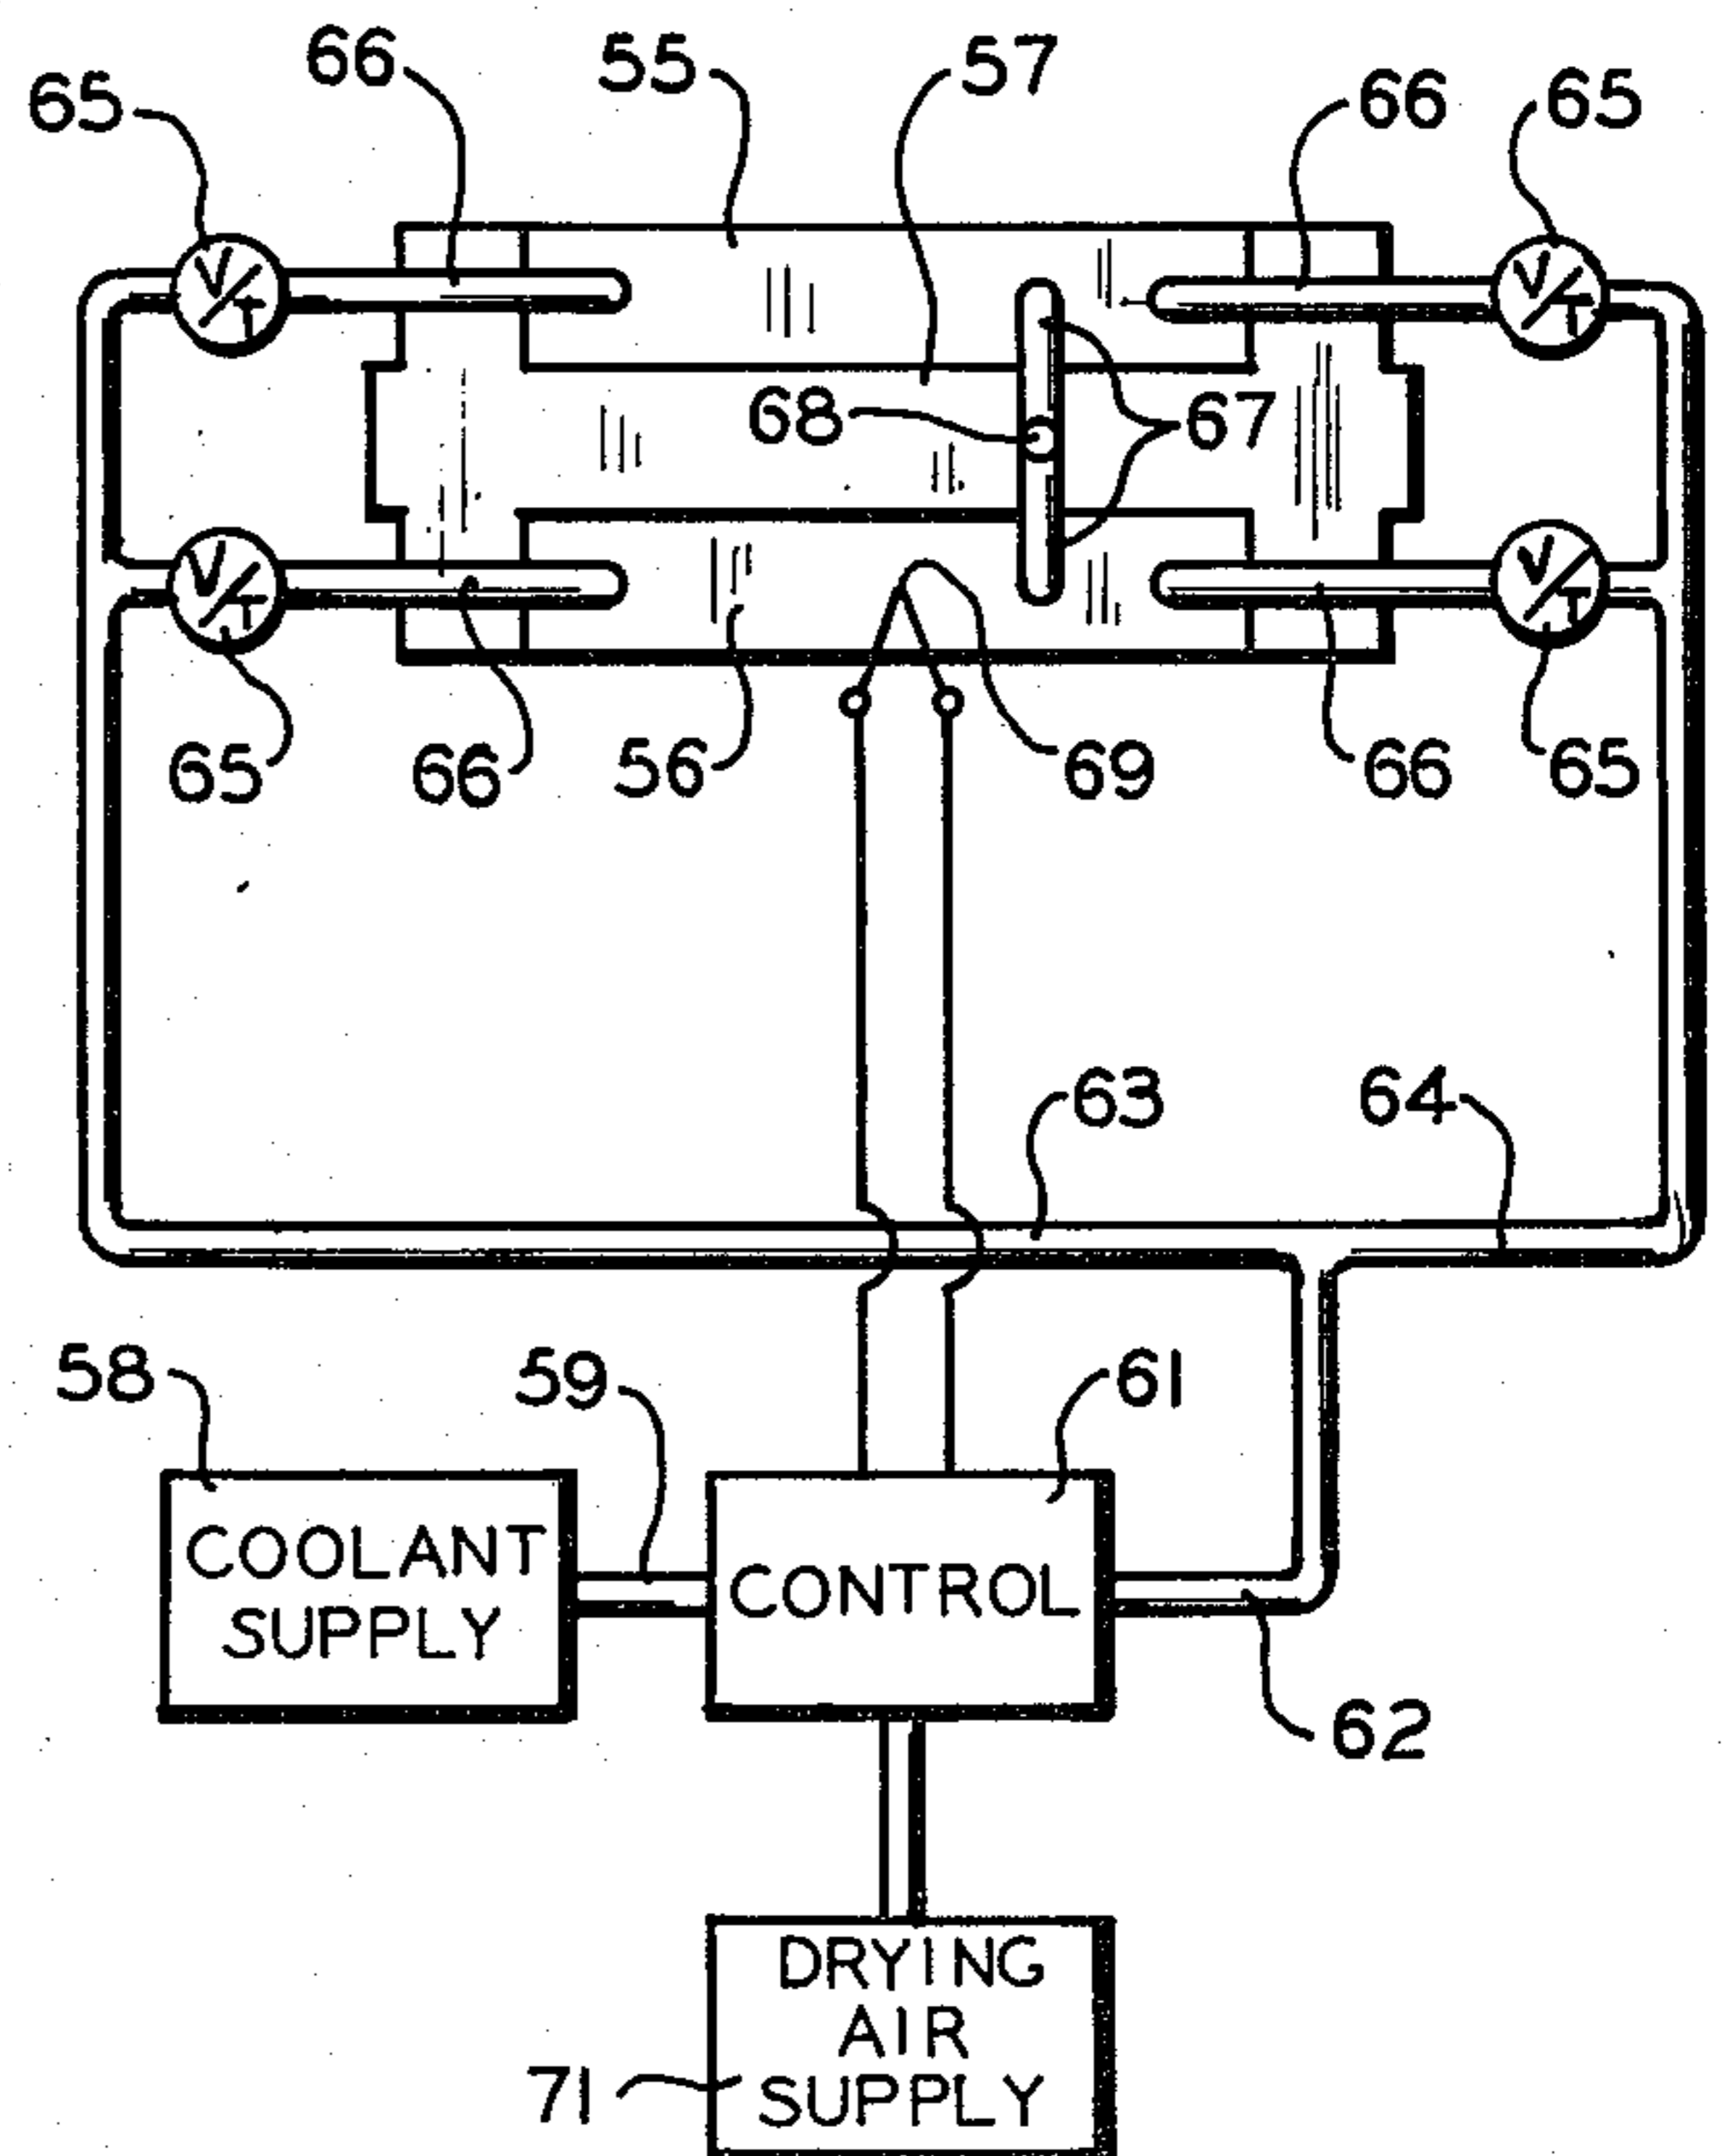 66 55 57
65 66 65
V/T V/T
68 67
V/T V/T
65 66 56 69 66 65
63 64
58 59 61
COOLANT
SUPPLY
CONTROL
62
DRYING
AIR
SUPPLY
71